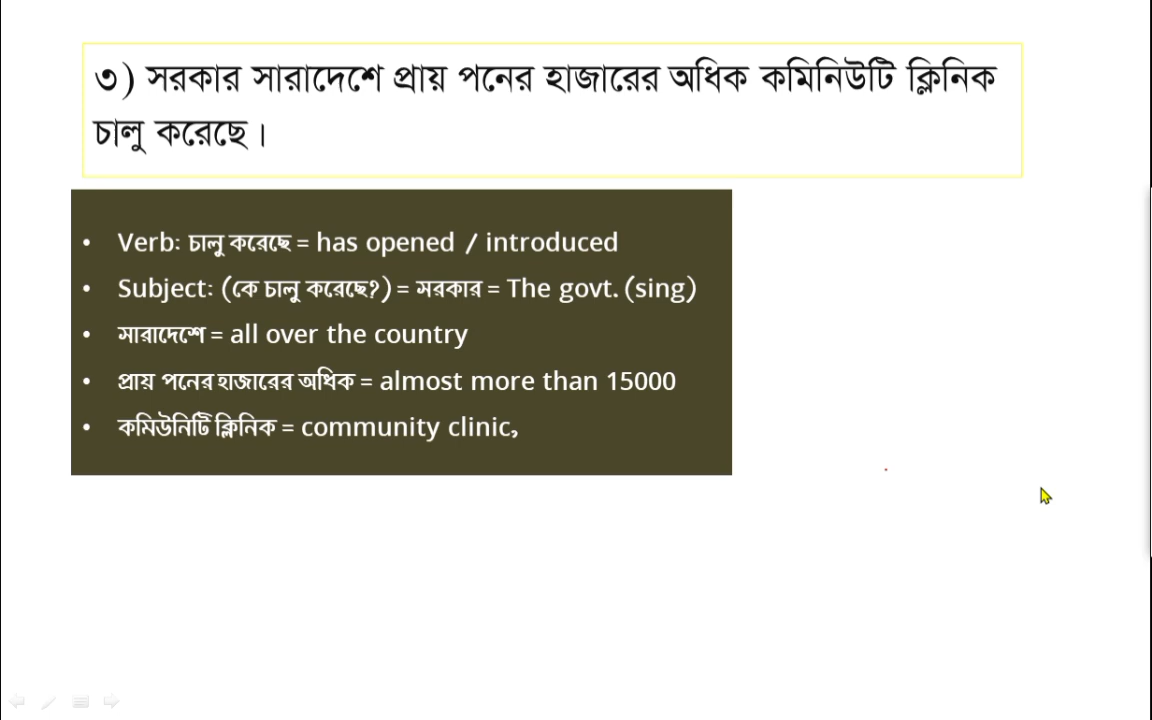 ৩) সরকার সারাদেশে প্রায় পনের হাজারের অধিক কমিনিউটি ক্লিনিক
চালু করেছে।
• Verb: চালু করেছে = has opened / introduced
• Subject: (কে চালু করেছে?) = সরকার = The govt. (sing)
• সারাদেশে = all over the country
• প্রায় পনের হাজারের অধিক = almost more than 15000
• কমিউনিটি ক্লিনিক = community clinic,